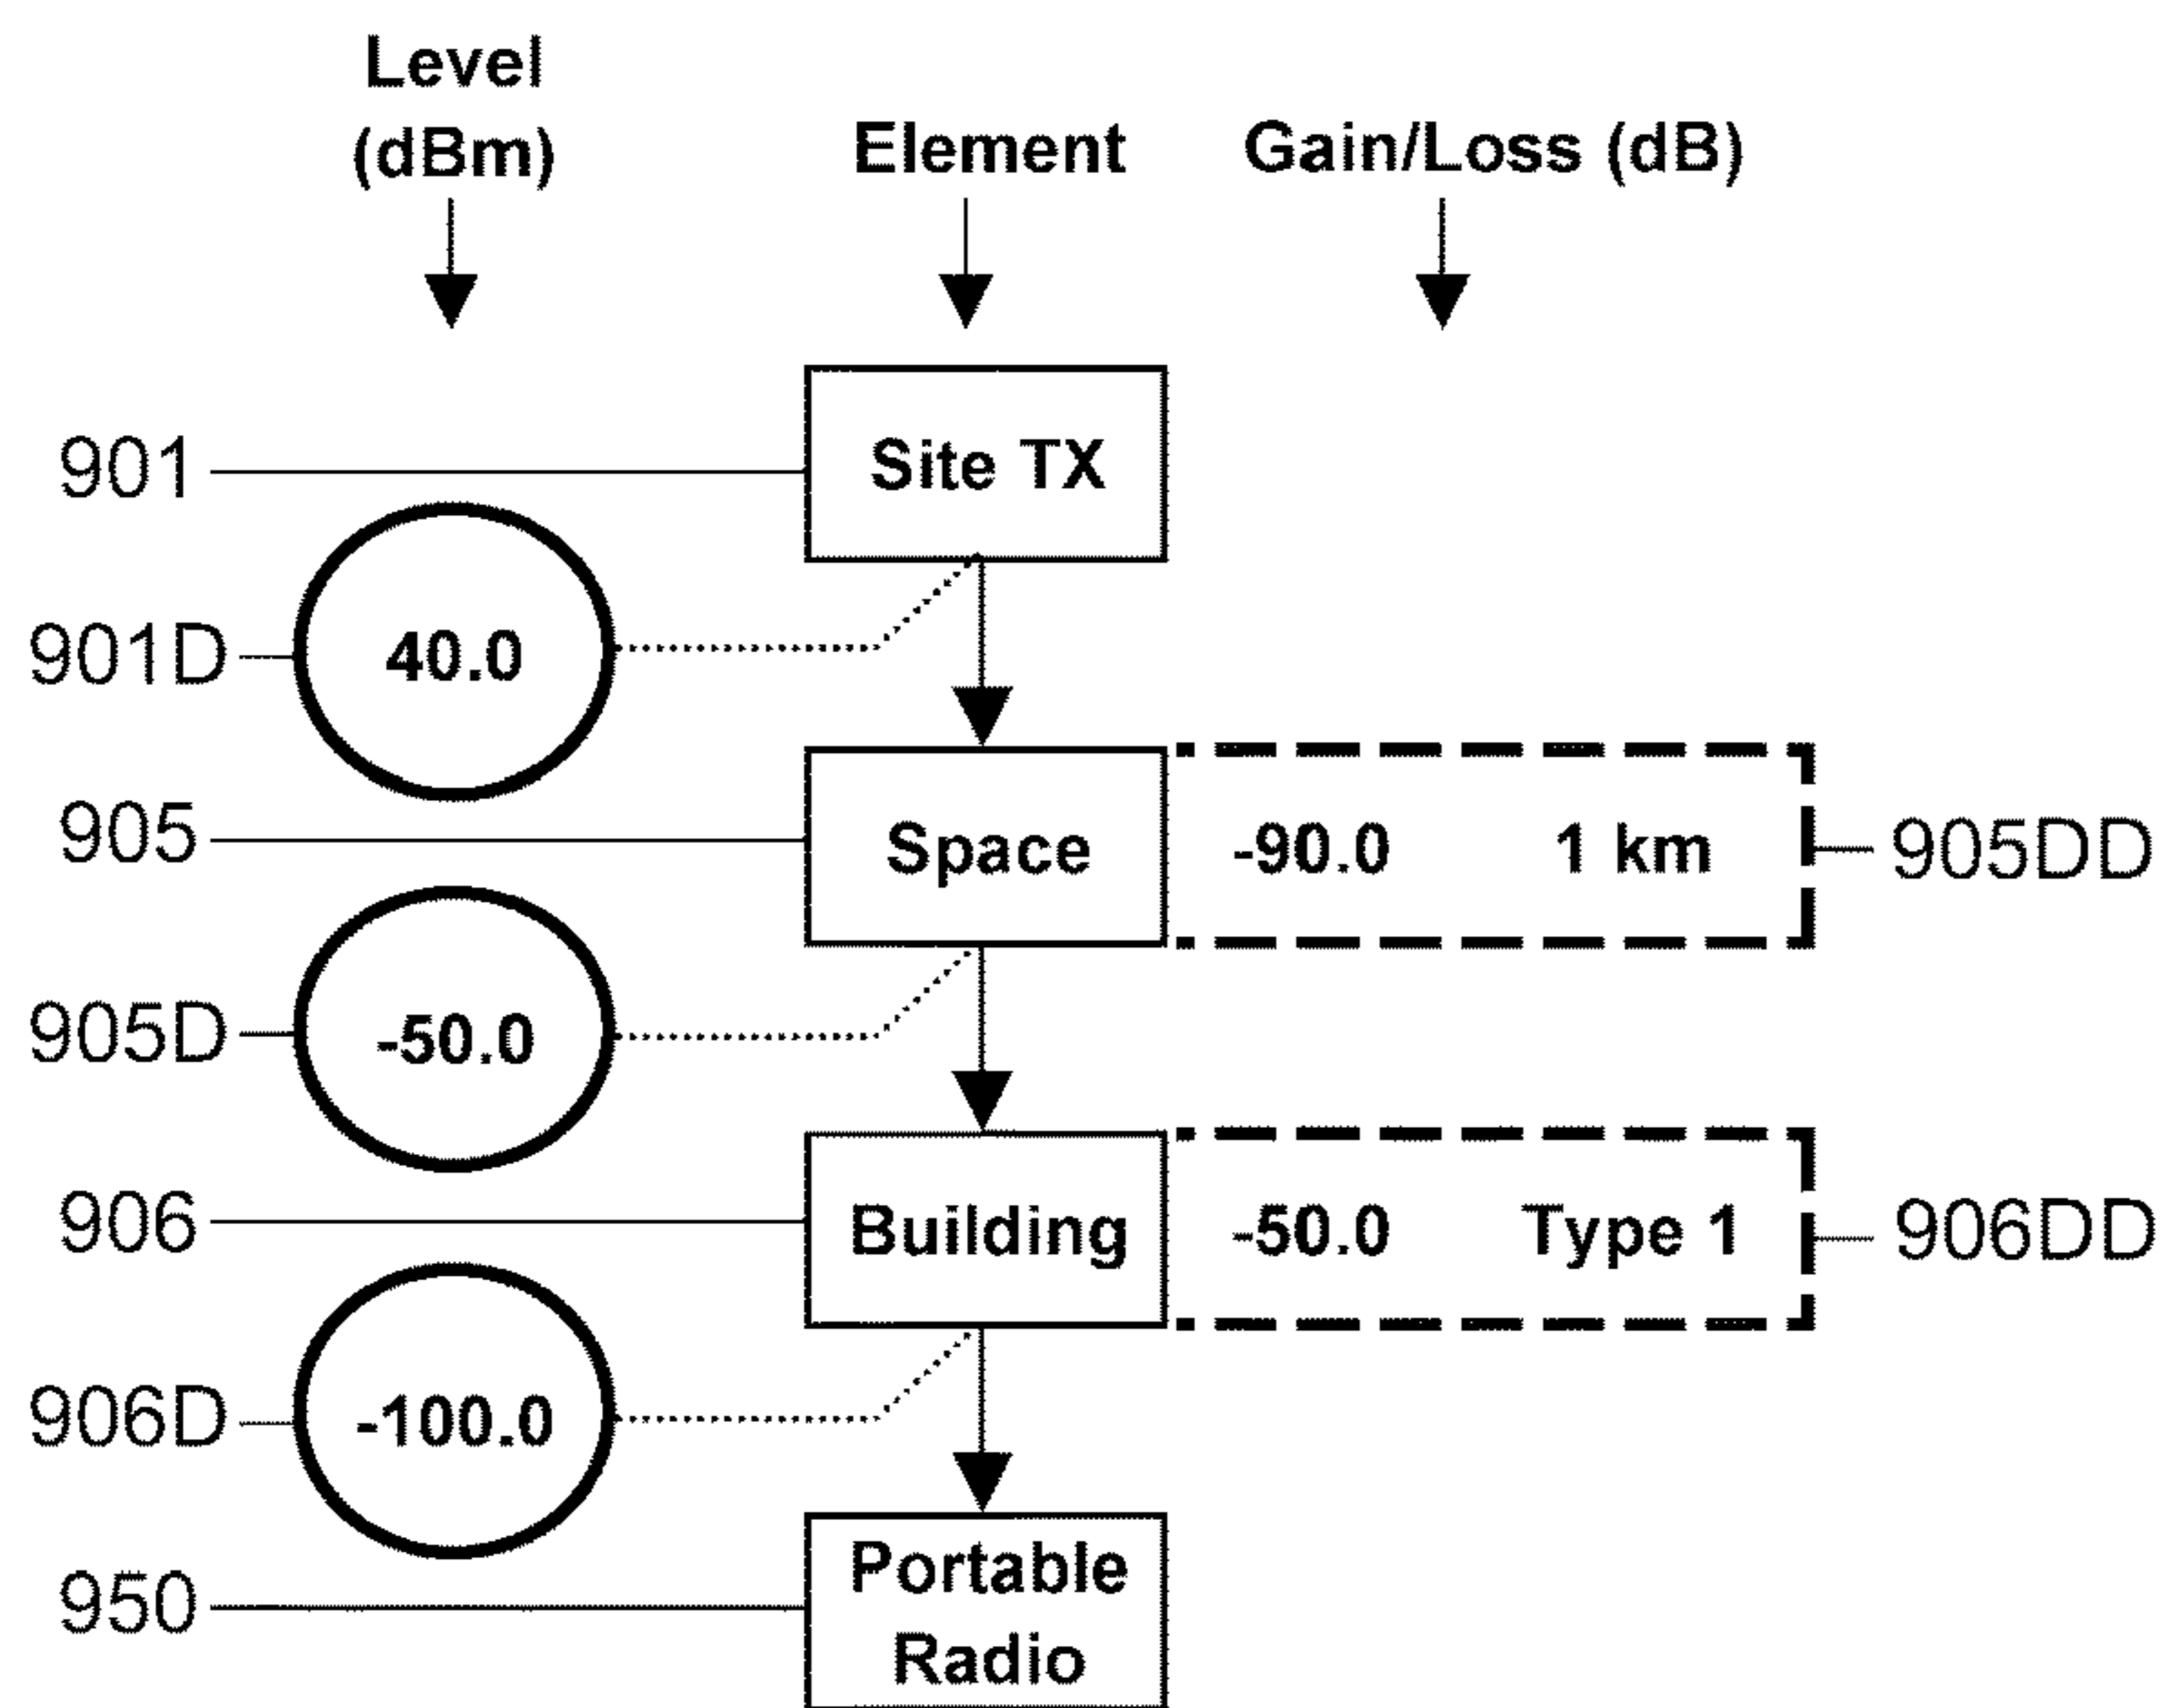 Level
(dBm)
Element
Gain/Loss (dB)
901
Site TX
901D
40.0
905
Space
-90.0 1 km
905DD
905D
-50.0
906
Building
-50.0 Type 1
906DD
906D
-100.0
950
Portable
Radio